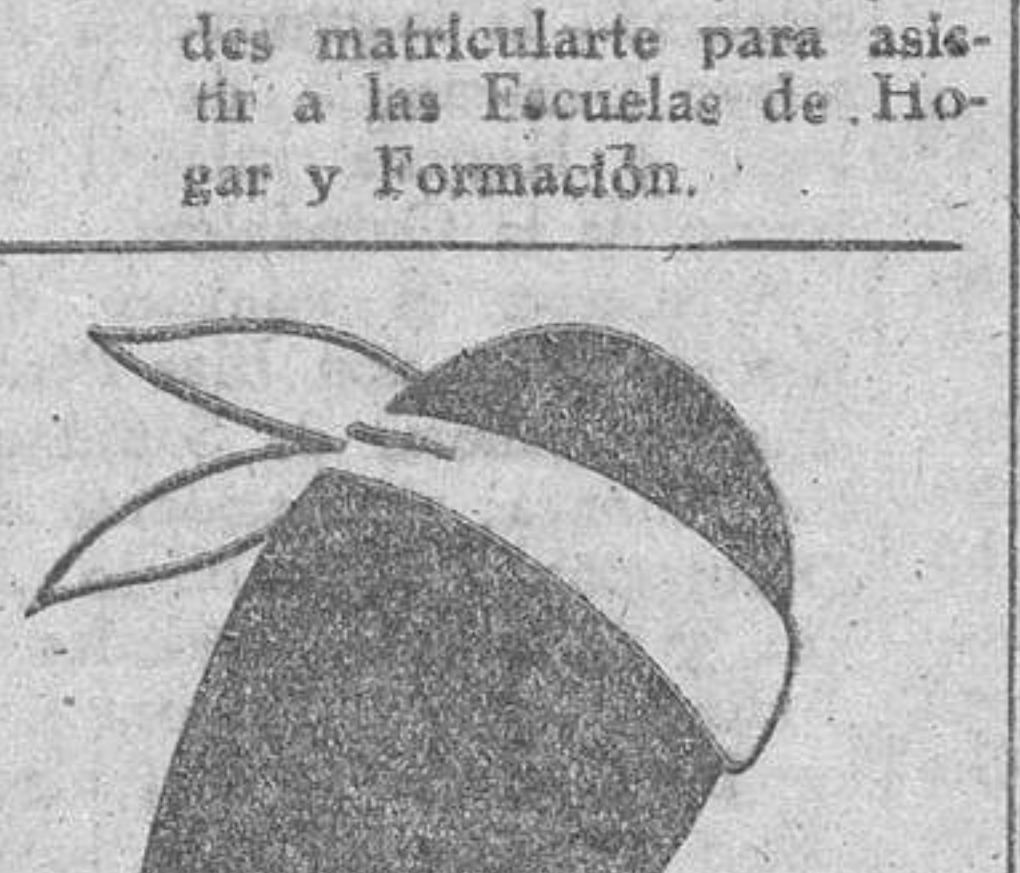 des matricularte para asis-
tir a las Escuelas de Ho-
gar y Formación.